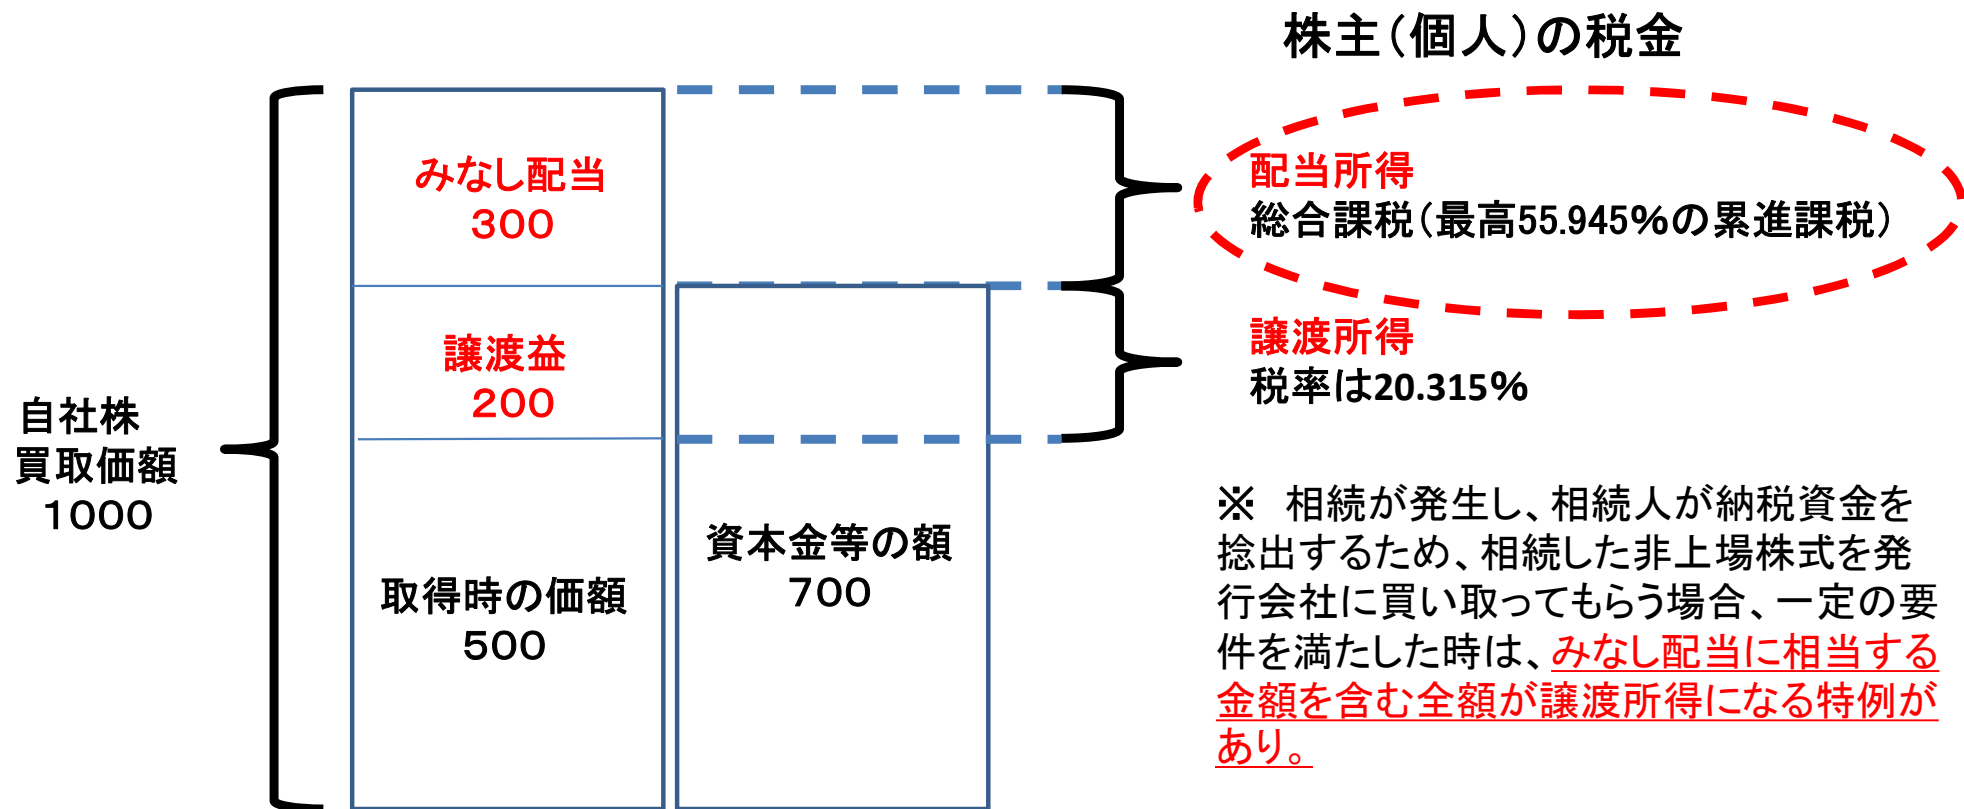 株主(個人)の税金
みなし配当
300
配当所得
総合課税(最高55.945%の累進課税)
譲渡益
200
譲渡所得
税率は20.315%
自社株
買取価額
1000
取得時の価額
500
資本金等の額
700
※　相続が発生し、相続人が納税資金を
捻出するため、相続した非上場株式を発
行会社に買い取ってもらう場合、一定の要
件を満たした時は、みなし配当に相当する
金額を含む全額が譲渡所得になる特例が
あり。